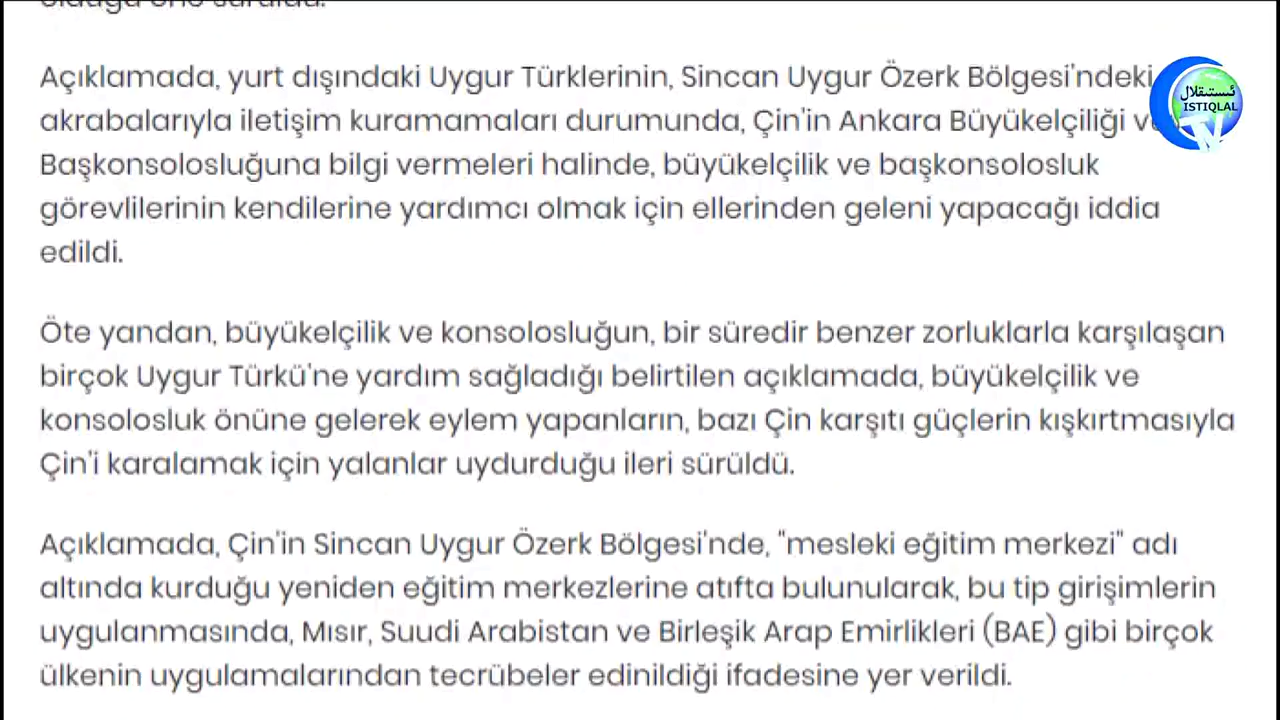 Açıklamada, yurt dışındaki Uygur Türklerinin, Sincan Uygur Özerk Bölgesi'ndeki
akrabalarıyla iletişim kuramamaları durumunda, Çin'in Ankara Büyükelçiliği ve
Başkonsolosluğuna bilgi vermeleri halinde, büyükelçilik ve başkonsolosluk
görevlilerinin kendilerine yardımcı olmak için ellerinden geleni yapacağı iddia
edildi.
Öte yandan, büyükelçilik ve konsolosluğun, bir süredir benzer zorluklarla karşılaşan
birçok Uygur Türkü'ne yardım sağladığı belirtilen açıklamada, büyükelçilik ve
konsolosluk önüne gelerek eylem yapanların, bazı Çin karşıtı güçlerin kışkırtmasıyla
Çin'i karalamak için yalanlar uydurduğu ileri sürüldü.
Açıklamada, Çin'in Sincan Uygur Özerk Bölgesi'nde, "mesleki eğitim merkezi" adı
altında kurduğu yeniden eğitim merkezlerine atıfta bulunularak, bu tip girişimlerin
uygulanmasında, Mısır, Suudi Arabistan ve Birleşik Arap Emirlikleri (BAE) gibi birçok
ülkenin uygulamalarından tecrübeler edinildiği ifadesine yer verildi.
ئىستىقلال
ISTIQLAL
TV